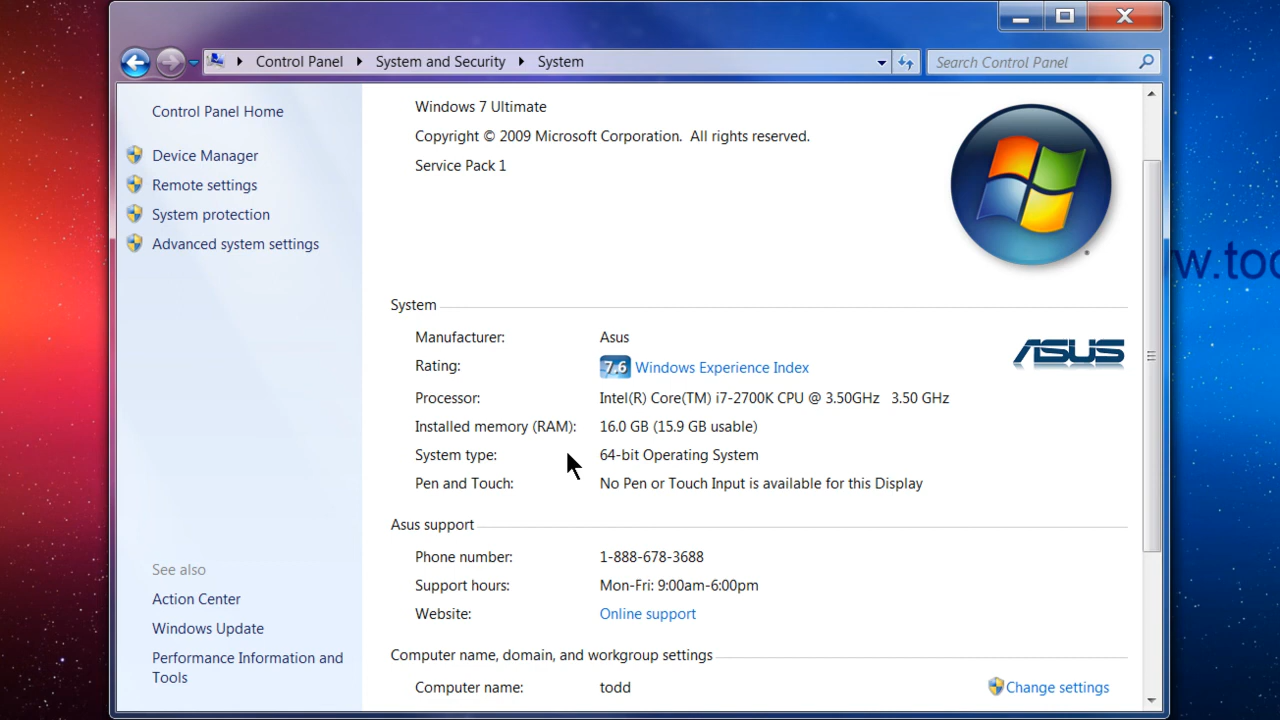 Control Panel System and Security System
Search Control Panel
Control Panel Home
Device Manager
Remote settings
System protection
Advanced system settings
See also
Action Center
Windows Update
Performance Information and
Tools
Windows 7 Ultimate
Copyright © 2009 Microsoft Corporation. All rights reserved.
Service Pack 1
System
Manufacturer: Asus
Rating: 7.6 Windows Experience Index
ASUS
Processor: Intel(R) Core(TM) i7-2700K CPU @ 3.50GHz 3.50 GHz
Installed memory (RAM): 16.0 GB (15.9 GB usable)
System type: 64-bit Operating System
Pen and Touch: No Pen or Touch Input is available for this Display
Asus support
Phone number: 1-888-678-3688
Support hours: Mon-Fri: 9:00am-6:00pm
Website: Online support
Computer name, domain, and workgroup settings
Computer name: todd
Change settings